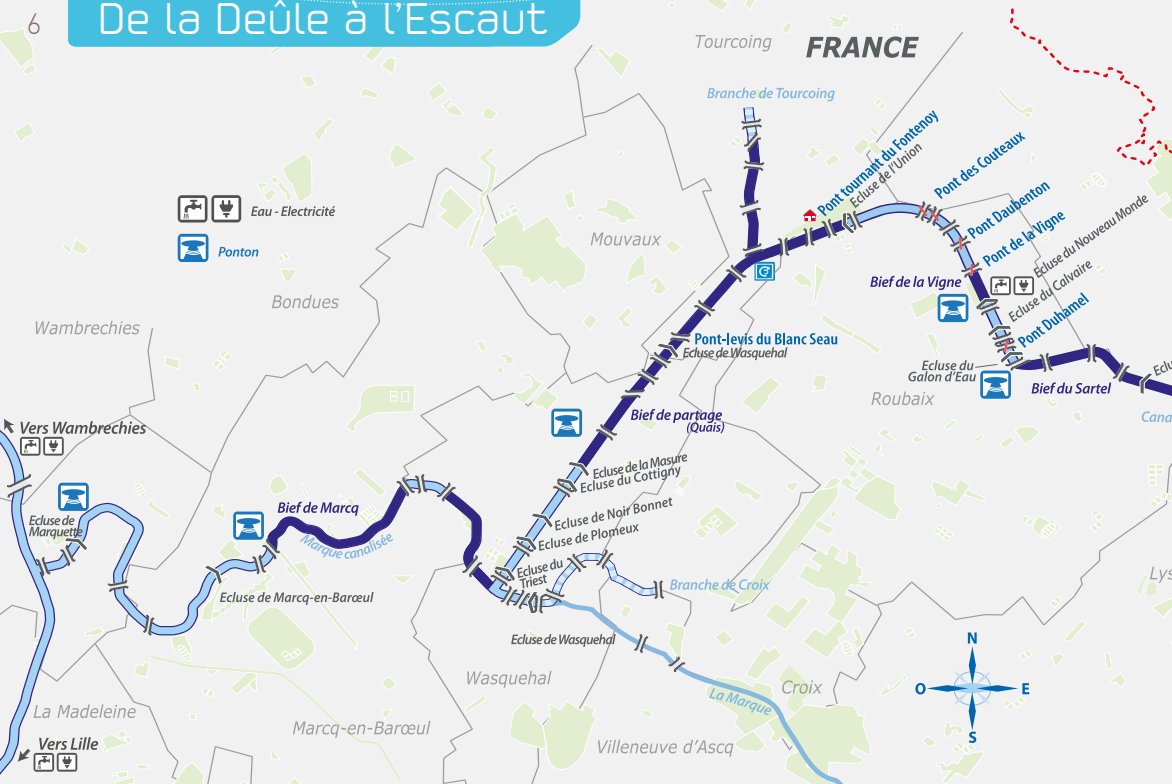 6
De la Deûle à l'Escaut
Tourcoing
FRANCE
Branche de Tourcoing
Pont tournant du Fontenoy
Ecluse de l'Union
Pont des Couteaux
Pont Daubenton
Pont de la Vigne
Ecluse du Nouveau Monde
Eau - Electricité
Ponton
Mouvaux
Bondues
Wambrechies
Bief de la Vigne
Ecluse du Calvaire
Pont Duhamel
Pont-levis du Blanc Seau
Ecluse de Wasquehal
Ecluse du
Galon d'Eau
Bief du Sartel
Roubaix
Bief de partage
(Quais)
Vers Wambrechies
Ecluse de la Masure
Ecluse du Cottigny
Bief de Marcq
Marque canalisée
Ecluse de
Marquette
Ecluse de Noir Bonnet
Ecluse de Plomeux
Ecluse du
Triest
Branche de Croix
Ecluse de Marcq-en-Barœul
Ecluse de Wasquehal
Wasquehal
N
O
E
S
Croix
La Marque
La Madeleine
Marcq-en-Barœul
Villeneuve d'Ascq
Vers Lille
Lys